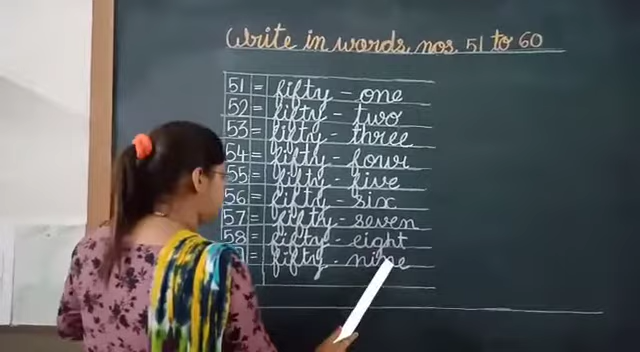 Write in words, nos. 51 to 60
51 = fifty - one
52 = fifty - two
53 = fifty - three
54 = fifty - four
55 = fifty - five
56 = fifty - six
57 = fifty - seven
58 = fifty - eight
= fifty - nine